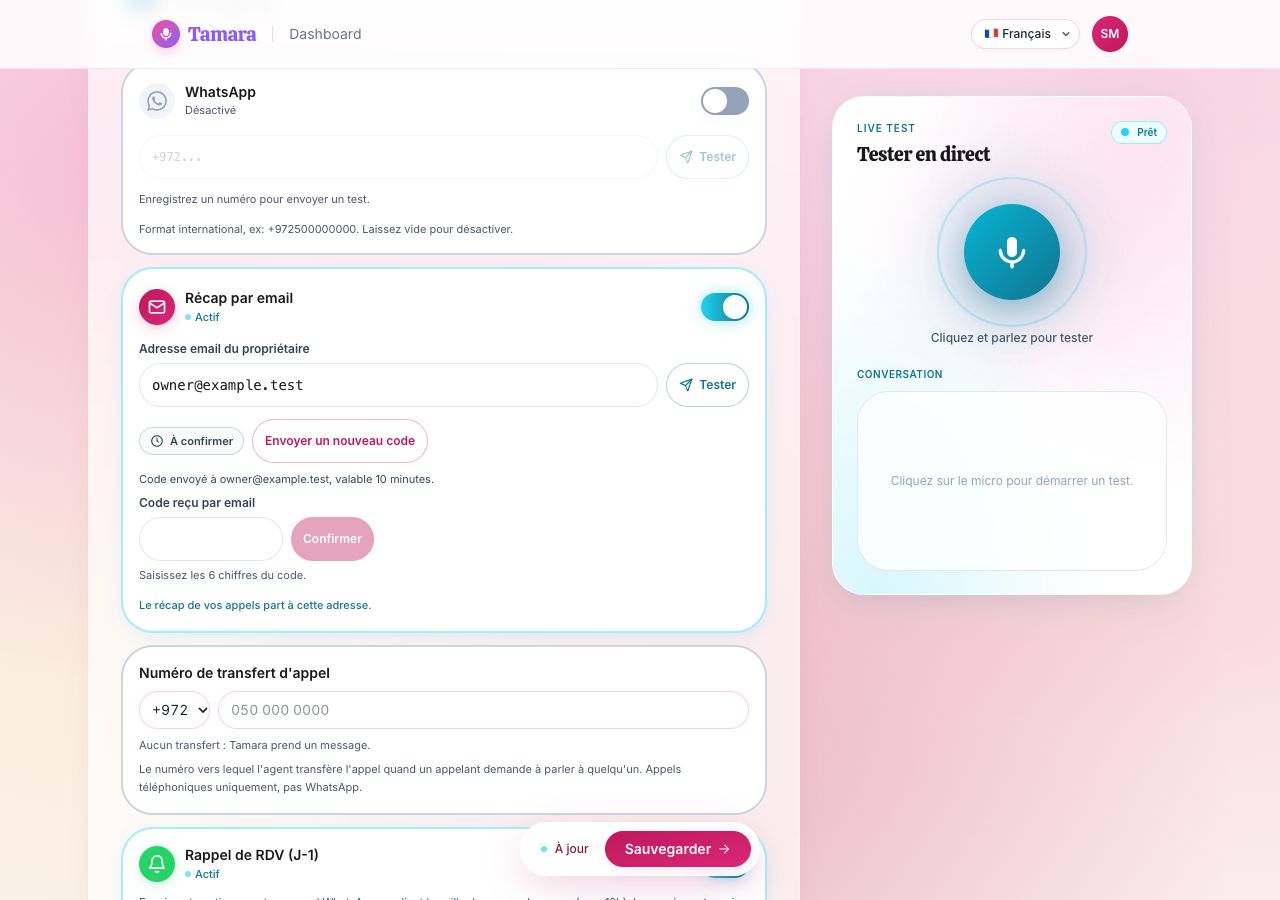 Tamara
Dashboard
Français
SM
WhatsApp
Désactivé
+972...
Tester
Enregistrez un numéro pour envoyer un test.
Format international, ex: +972500000000. Laissez vide pour désactiver.
Récap par email
Actif
Adresse email du propriétaire
owner@example.test
Tester
À confirmer
Envoyer un nouveau code
Code envoyé à owner@example.test, valable 10 minutes.
Code reçu par email
Confirmer
Saisissez les 6 chiffres du code.
Le récap de vos appels part à cette adresse.
Numéro de transfert d'appel
+972
050 000 0000
Aucun transfert : Tamara prend un message.
Le numéro vers lequel l'agent transfère l'appel quand un appelant demande à parler à quelqu'un. Appels
téléphoniques uniquement, pas WhatsApp.
Rappel de RDV (J-1)
Actif
À jour
Sauvegarder
LIVE TEST
Prêt
Tester en direct
Cliquez et parlez pour tester
CONVERSATION
Cliquez sur le micro pour démarrer un test.